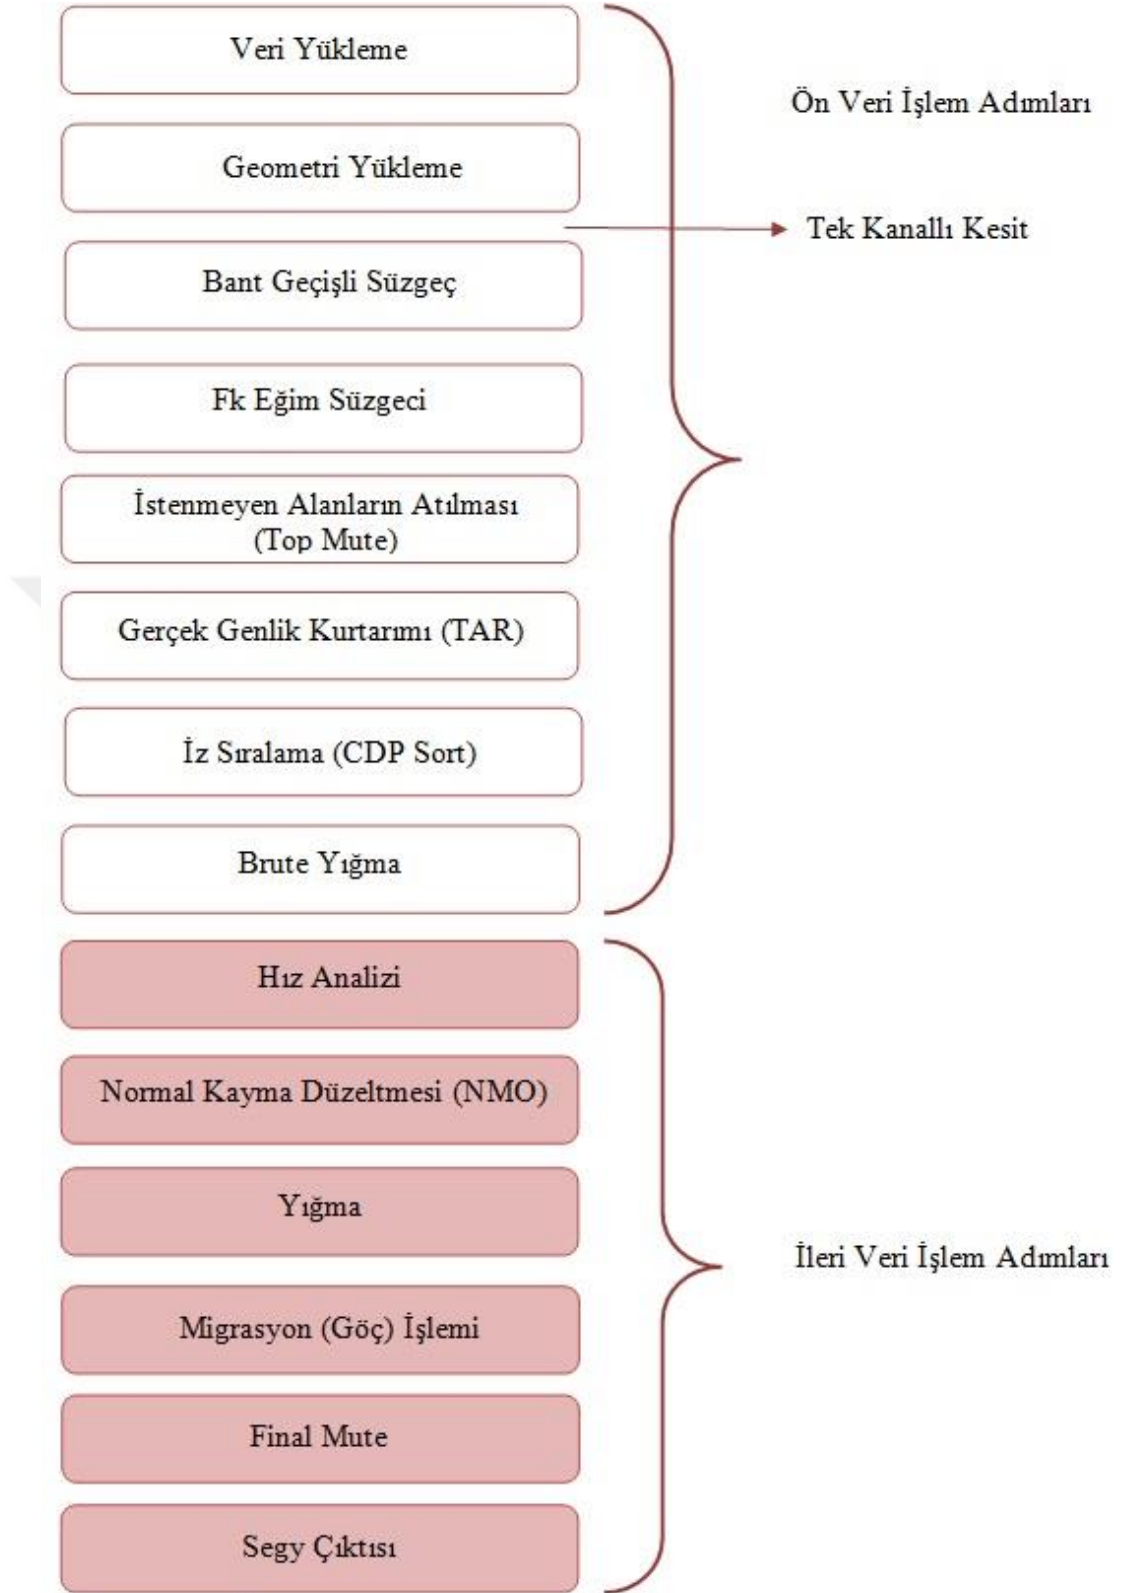 Veri Yükleme
Ön Veri İşlem Adımları
Geometri Yükleme
Tek Kanallı Kesit
Bant Geçişli Süzgeç
Fk Eğim Süzgeci
İstenmeyen Alanların Atılması
(Top Mute)
Gerçek Genlik Kurtarımı (TAR)
İz Sıralama (CDP Sort)
Brute Yığma
Hız Analizi
Normal Kayma Düzeltmesi (NMO)
Yığma
İleri Veri İşlem Adımları
Migrasyon (Göç) İşlemi
Final Mute
Segy Çıktısı